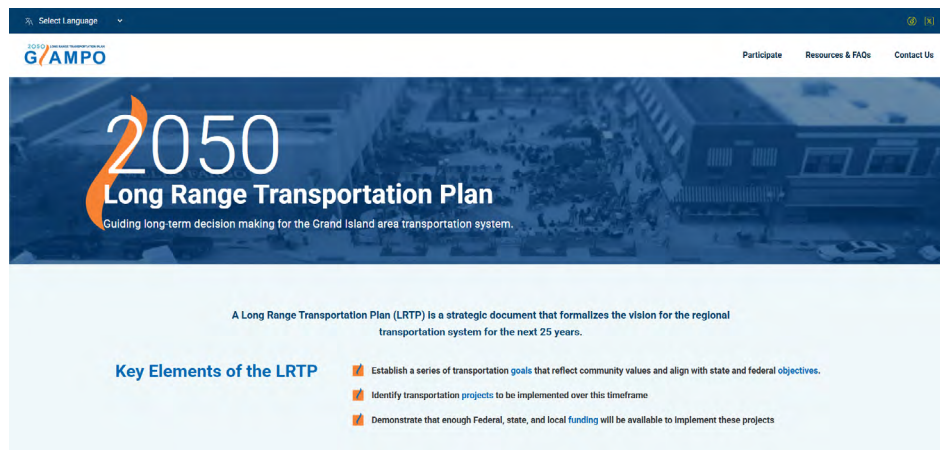 Select Language
2050 LONG RANGE TRANSPORTATION PLAN
GIAMPO
Participate Resources & FAQs Contact Us
2050
Long Range Transportation Plan
Guiding long-term decision making for the Grand Island area transportation system.
A Long Range Transportation Plan (LRTP) is a strategic document that formalizes the vision for the regional
transportation system for the next 25 years.
Key Elements of the LRTP
Establish a series of transportation goals that reflect community values and align with state and federal objectives.
Identify transportation projects to be implemented over this timeframe
Demonstrate that enough Federal, state, and local funding will be available to implement these projects